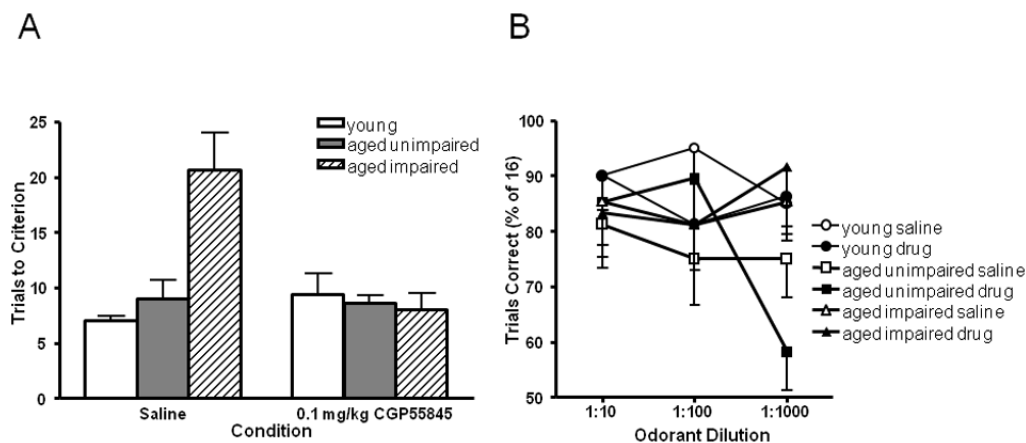 A
B
Trials to Criterion
25
20
15
10
5
0
young
aged unimpaired
aged impaired
Saline
0.1 mg/kg CGP55845
Condition
Trials Correct (% of 16)
100
90
80
70
60
50
1:10
1:100
1:1000
Odorant Dilution
young saline
young drug
aged unimpaired saline
aged unimpaired drug
aged impaired saline
aged impaired drug